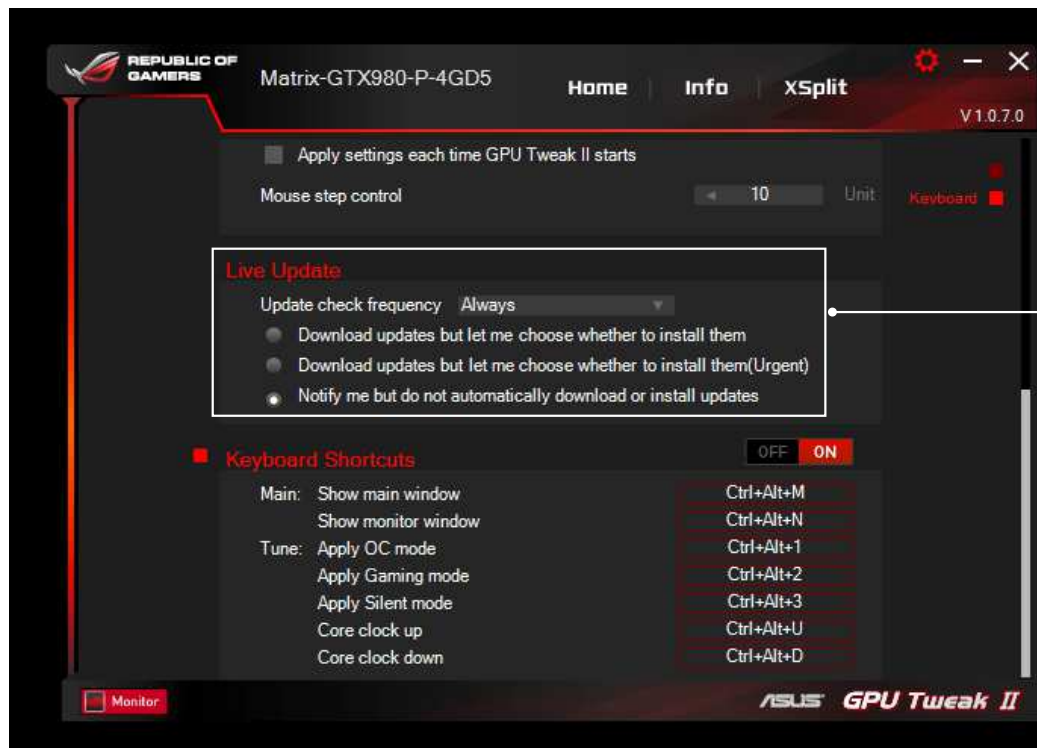 REPUBLIC OF
GAMERS
Matrix-GTX980-P-4GD5
Home
Info
XSplit
V 1.0.7.0
Apply settings each time GPU Tweak II starts
Mouse step control 10 Unit
Keyboard
Live Update
Update check frequency Always
Download updates but let me choose whether to install them
Download updates but let me choose whether to install them(Urgent)
Notify me but do not automatically download or install updates
Keyboard Shortcuts OFF ON
Main: Show main window Ctrl+Alt+M
Show monitor window Ctrl+Alt+N
Tune: Apply OC mode Ctrl+Alt+1
Apply Gaming mode Ctrl+Alt+2
Apply Silent mode Ctrl+Alt+3
Core clock up Ctrl+Alt+U
Core clock down Ctrl+Alt+D
Monitor
ASUS GPU Tweak II